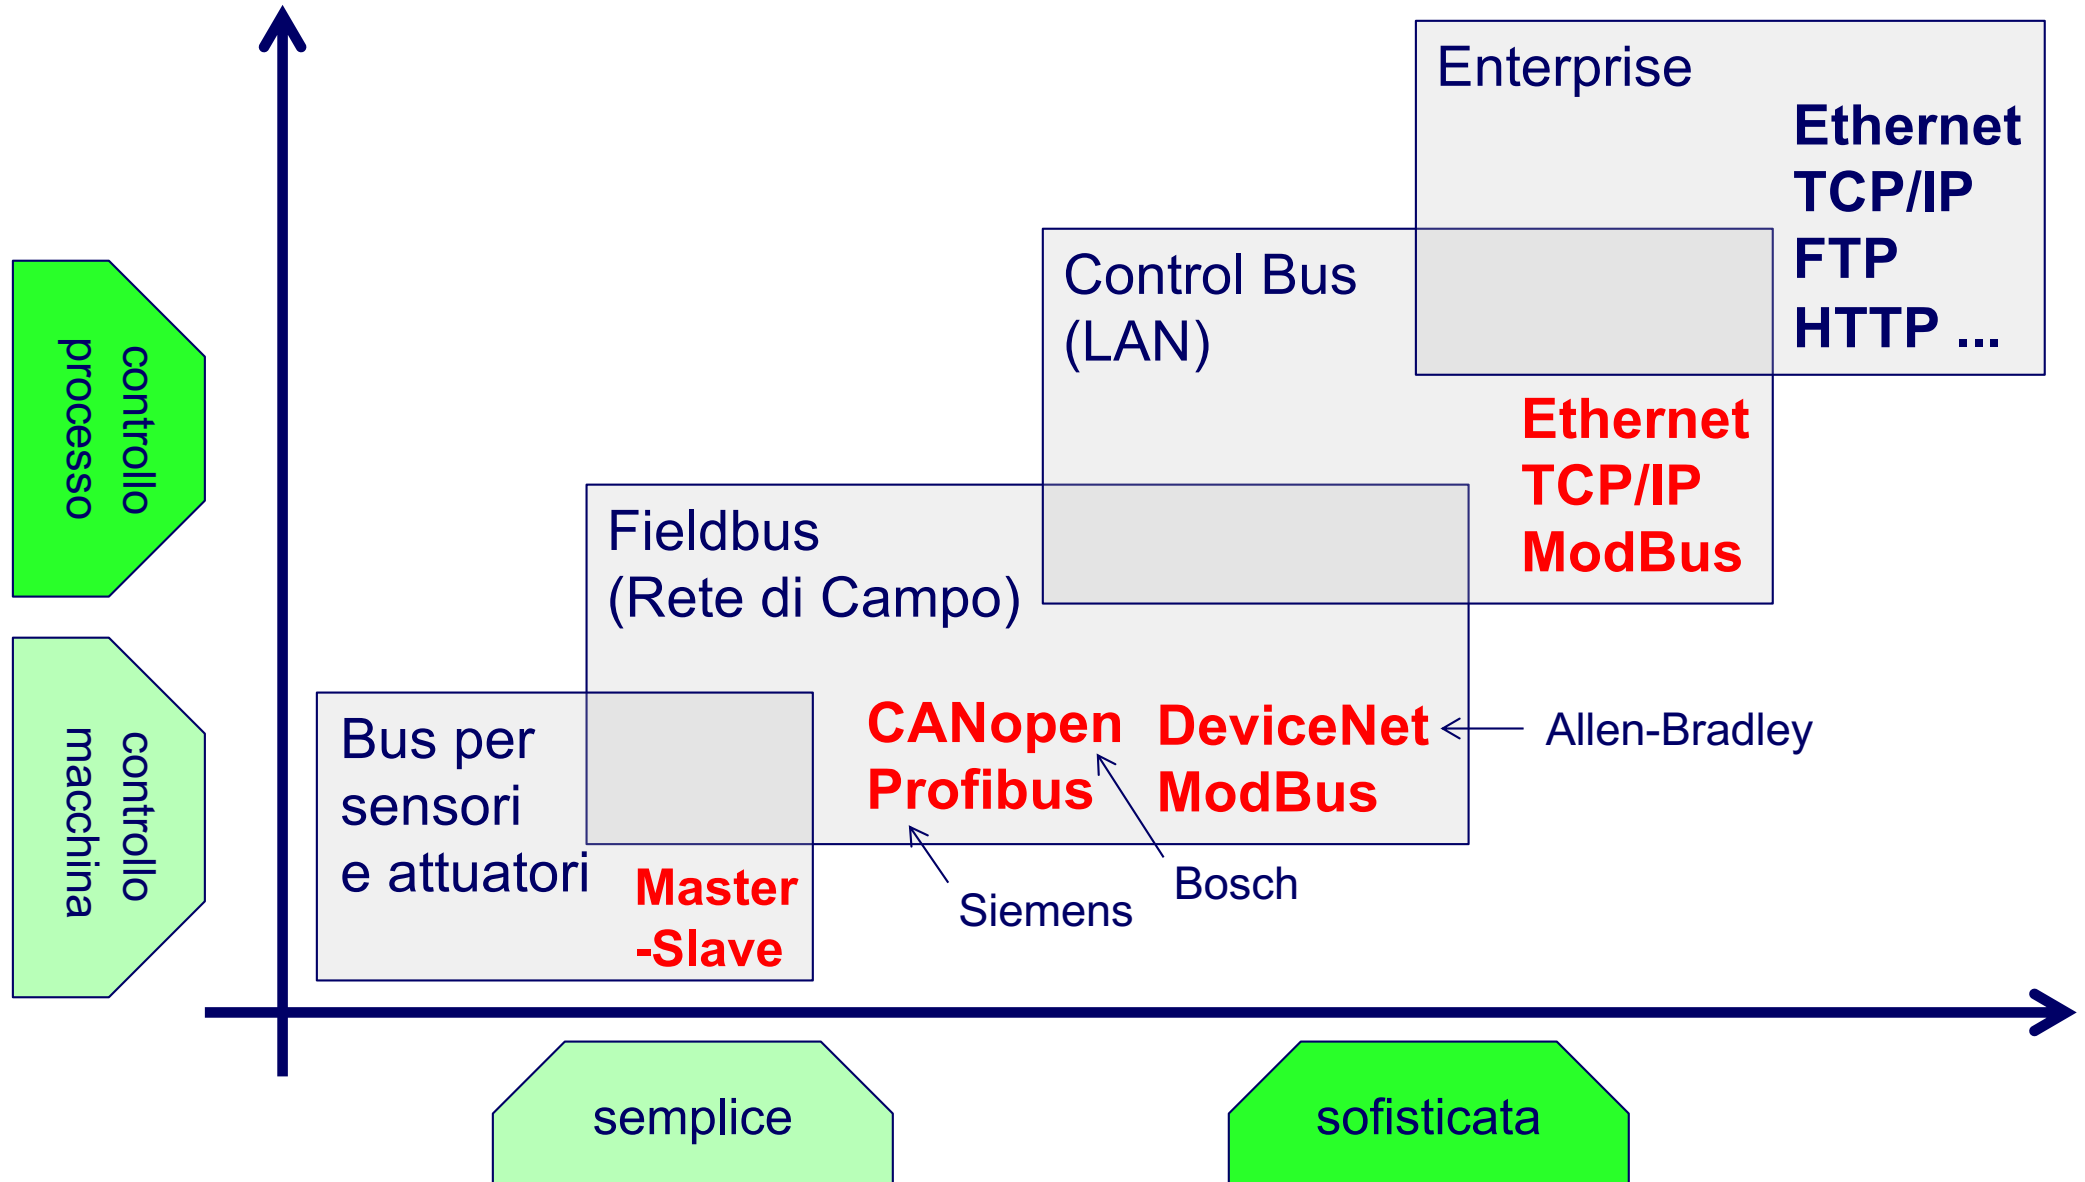 Enterprise
Ethernet
TCP/IP
FTP
HTTP ...
Control Bus
(LAN)
Ethernet
TCP/IP
ModBus
Fieldbus
(Rete di Campo)
CANopen
Profibus
DeviceNet
ModBus
Allen-Bradley
Bosch
Siemens
Bus per
sensori
e attuatori
Master
-Slave
controllo
processo
controllo
macchina
semplice
sofisticata